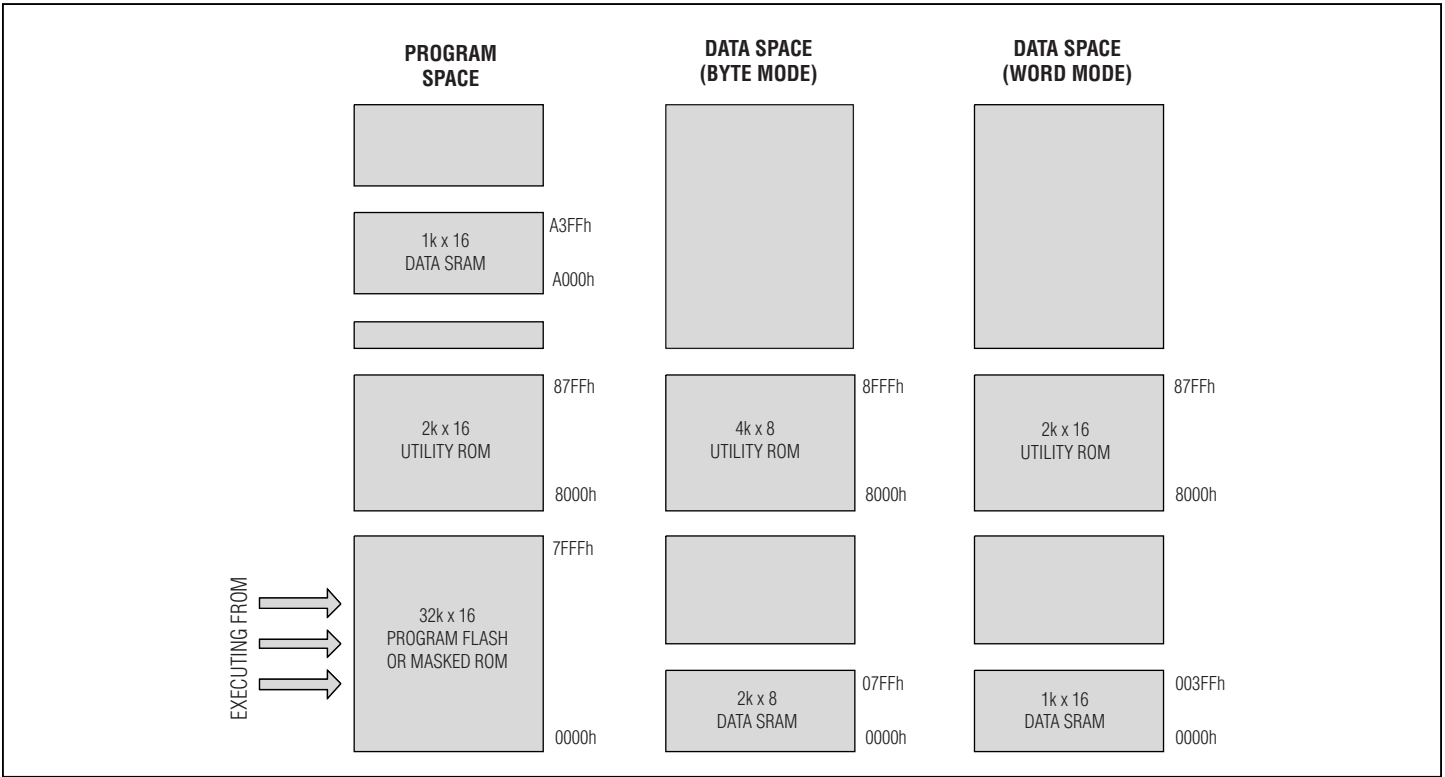 PROGRAM
SPACE
DATA SPACE
(BYTE MODE)
DATA SPACE
(WORD MODE)
A3FFh
1k x 16
DATA SRAM
A000h
87FFh
2k x 16
UTILITY ROM
8000h
8FFFh
4k x 8
UTILITY ROM
8000h
87FFh
2k x 16
UTILITY ROM
8000h
EXECUTING FROM
7FFFh
32k x 16
PROGRAM FLASH
OR MASKED ROM
0000h
07FFh
2k x 8
DATA SRAM
0000h
003FFh
1k x 16
DATA SRAM
0000h